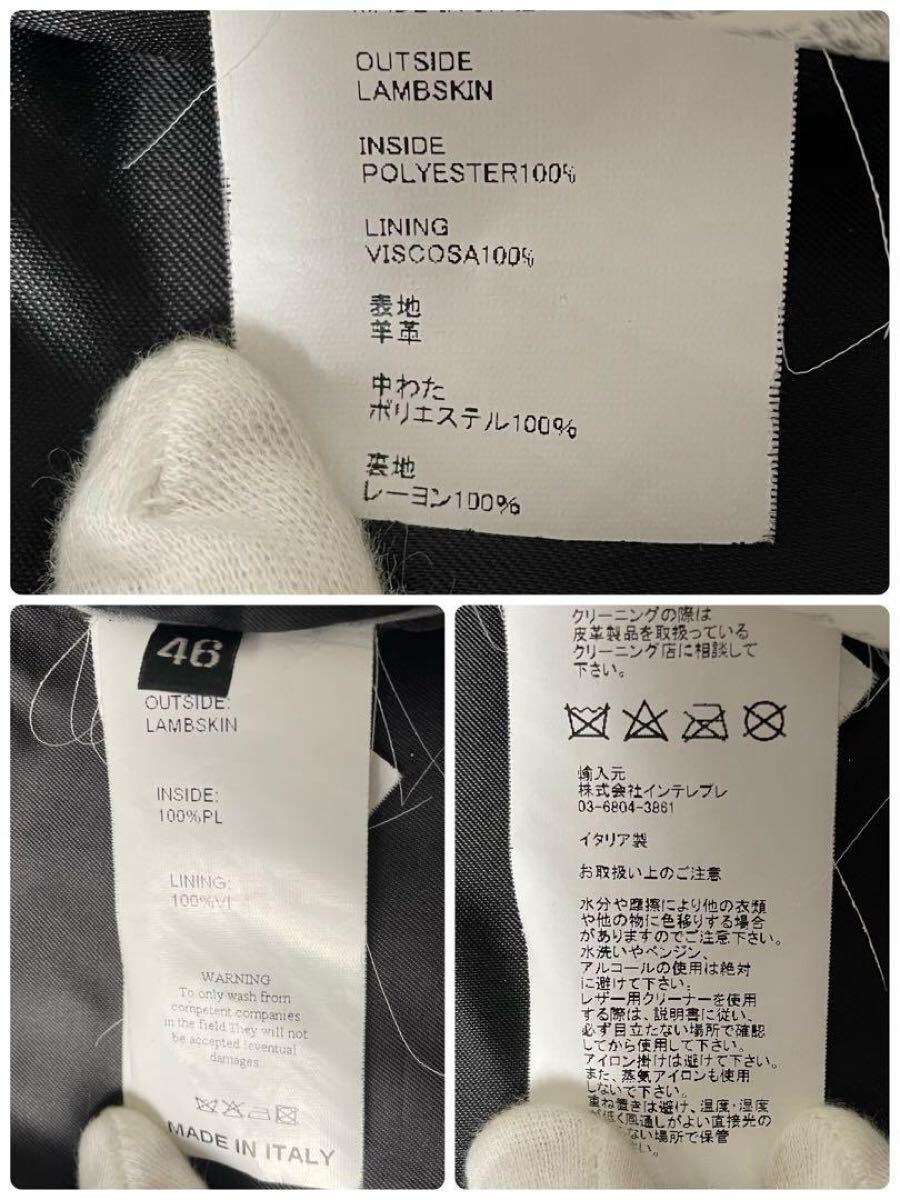 MADE IN ITALY
OUTSIDE
LAMBSKIN
INSIDE
POLYESTER100%
LINING
VISCOSA100%
表地
羊革
中わた
ポリエステル100%
裏地
レーヨン100%
46
OUTSIDE:
LAMBSKIN
INSIDE:
100%PL
LINING:
100%VI
WARNING
To only wash from
competent companies
in the field They will not
be accepted leventual
damages.
MADE IN ITALY
クリーニングの際は
皮革製品を取扱っている
クリーニング店に相談して
下さい。
輸入元
株式会社インテレプレ
03-6804-3861
イタリア製
お取扱い上のご注意
水分や摩擦により他の衣類
や他の物に色移りする場合
がありますのでご注意下さい。
水洗いやベンジン、
アルコールの使用は絶対
に避けて下さい。
レザー用クリーナーを使用
する際は、説明書に従い、
必ず目立たない場所で確認
してから使用して下さい。
アイロン掛けは避けて下さい。
また、蒸気アイロンも使用
しないで下さい。
重ね置きは避け、温度・湿度
が低く風通しがよい直接光の
ない場所で保管
さい。